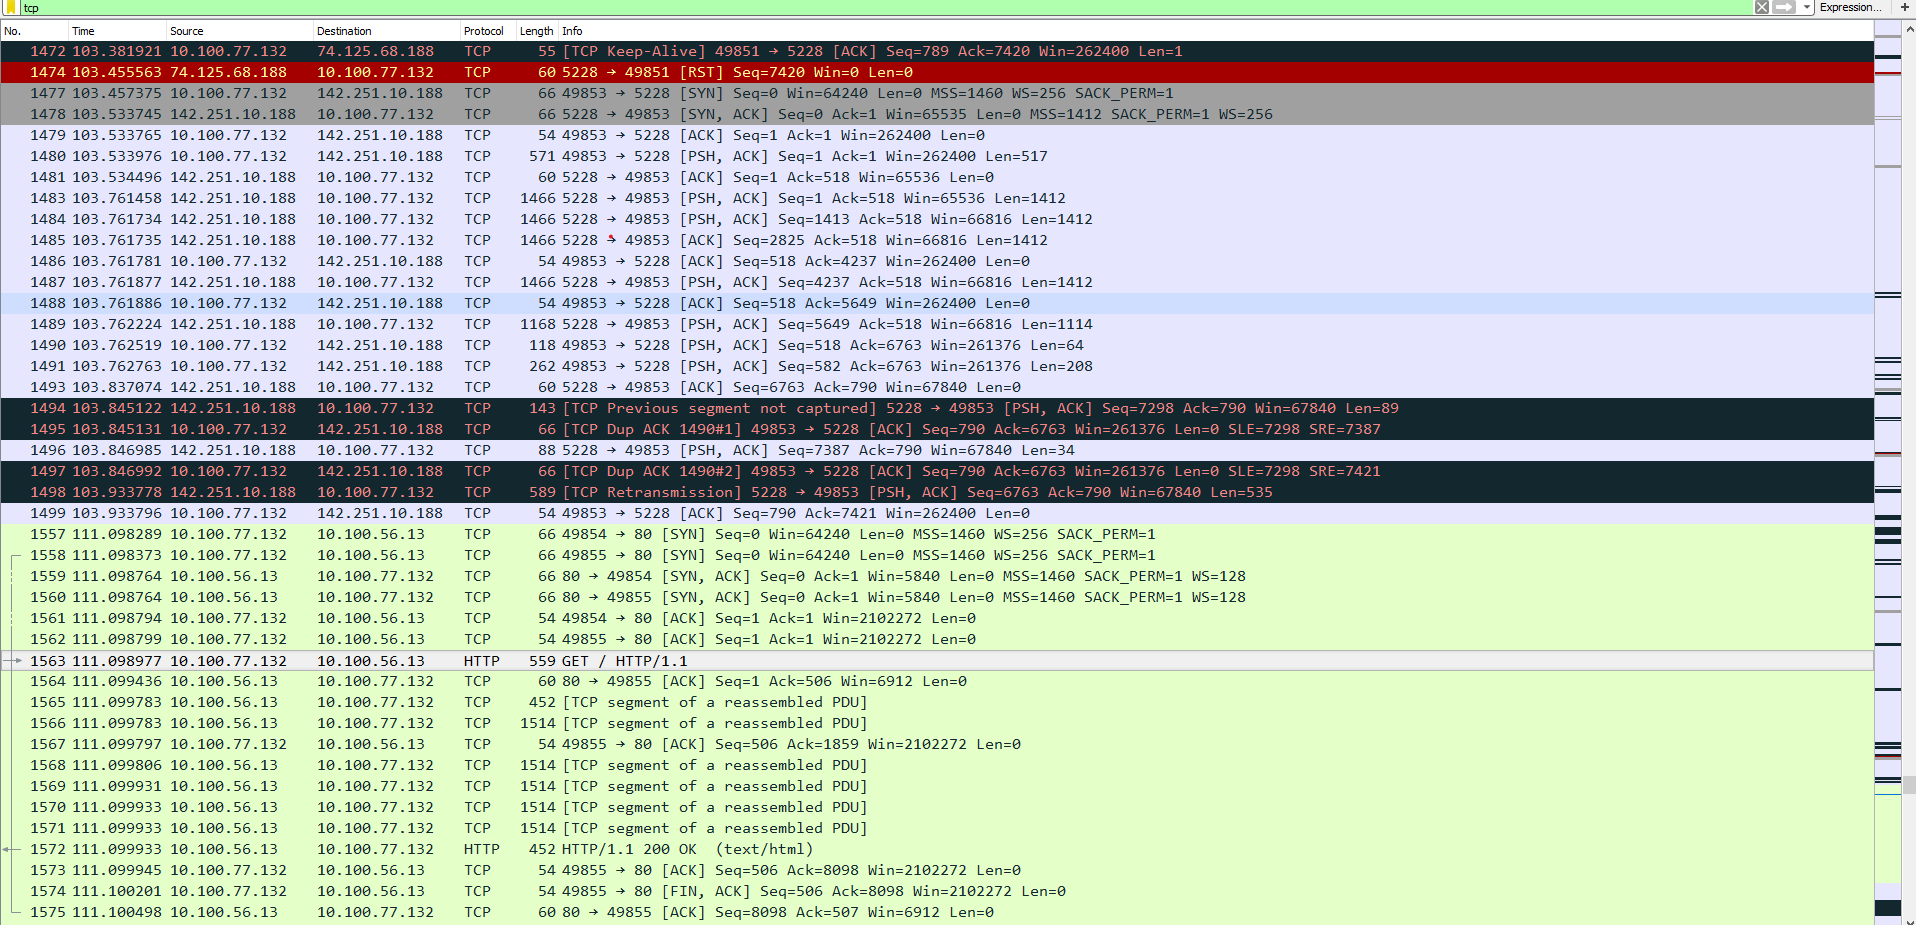 tcp Expression... +
No. Time Source Destination Protocol Length Info
1472 103.381921 10.100.77.132 74.125.68.188 TCP 55 [TCP Keep-Alive] 49851 → 5228 [ACK] Seq=789 Ack=7420 Win=262400 Len=1
1474 103.455563 74.125.68.188 10.100.77.132 TCP 60 5228 → 49851 [RST] Seq=7420 Win=0 Len=0
1477 103.457375 10.100.77.132 142.251.10.188 TCP 66 49853 → 5228 [SYN] Seq=0 Win=64240 Len=0 MSS=1460 WS=256 SACK_PERM=1
1478 103.533745 142.251.10.188 10.100.77.132 TCP 66 5228 → 49853 [SYN, ACK] Seq=0 Ack=1 Win=65535 Len=0 MSS=1412 SACK_PERM=1 WS=256
1479 103.533765 10.100.77.132 142.251.10.188 TCP 54 49853 → 5228 [ACK] Seq=1 Ack=1 Win=262400 Len=0
1480 103.533976 10.100.77.132 142.251.10.188 TCP 571 49853 → 5228 [PSH, ACK] Seq=1 Ack=1 Win=262400 Len=517
1481 103.534496 142.251.10.188 10.100.77.132 TCP 60 5228 → 49853 [ACK] Seq=1 Ack=518 Win=65536 Len=0
1483 103.761458 142.251.10.188 10.100.77.132 TCP 1466 5228 → 49853 [PSH, ACK] Seq=1 Ack=518 Win=65536 Len=1412
1484 103.761734 142.251.10.188 10.100.77.132 TCP 1466 5228 → 49853 [PSH, ACK] Seq=1413 Ack=518 Win=66816 Len=1412
1485 103.761735 142.251.10.188 10.100.77.132 TCP 1466 5228 → 49853 [ACK] Seq=2825 Ack=518 Win=66816 Len=1412
1486 103.761781 10.100.77.132 142.251.10.188 TCP 54 49853 → 5228 [ACK] Seq=518 Ack=4237 Win=262400 Len=0
1487 103.761877 142.251.10.188 10.100.77.132 TCP 1466 5228 → 49853 [PSH, ACK] Seq=4237 Ack=518 Win=66816 Len=1412
1488 103.761886 10.100.77.132 142.251.10.188 TCP 54 49853 → 5228 [ACK] Seq=518 Ack=5649 Win=262400 Len=0
1489 103.762224 142.251.10.188 10.100.77.132 TCP 1168 5228 → 49853 [PSH, ACK] Seq=5649 Ack=518 Win=66816 Len=1114
1490 103.762519 10.100.77.132 142.251.10.188 TCP 118 49853 → 5228 [PSH, ACK] Seq=518 Ack=6763 Win=261376 Len=64
1491 103.762763 10.100.77.132 142.251.10.188 TCP 262 49853 → 5228 [PSH, ACK] Seq=582 Ack=6763 Win=261376 Len=208
1493 103.837074 142.251.10.188 10.100.77.132 TCP 60 5228 → 49853 [ACK] Seq=6763 Ack=790 Win=67840 Len=0
1494 103.845122 142.251.10.188 10.100.77.132 TCP 143 [TCP Previous segment not captured] 5228 → 49853 [PSH, ACK] Seq=7298 Ack=790 Win=67840 Len=89
1495 103.845131 10.100.77.132 142.251.10.188 TCP 66 [TCP Dup ACK 1490#1] 49853 → 5228 [ACK] Seq=790 Ack=6763 Win=261376 Len=0 SLE=7298 SRE=7387
1496 103.846985 142.251.10.188 10.100.77.132 TCP 88 5228 → 49853 [PSH, ACK] Seq=7387 Ack=790 Win=67840 Len=34
1497 103.846992 10.100.77.132 142.251.10.188 TCP 66 [TCP Dup ACK 1490#2] 49853 → 5228 [ACK] Seq=790 Ack=6763 Win=261376 Len=0 SLE=7298 SRE=7421
1498 103.933778 142.251.10.188 10.100.77.132 TCP 589 [TCP Retransmission] 5228 → 49853 [PSH, ACK] Seq=6763 Ack=790 Win=67840 Len=535
1499 103.933796 10.100.77.132 142.251.10.188 TCP 54 49853 → 5228 [ACK] Seq=790 Ack=7421 Win=262400 Len=0
1557 111.098289 10.100.77.132 10.100.56.13 TCP 66 49854 → 80 [SYN] Seq=0 Win=64240 Len=0 MSS=1460 WS=256 SACK_PERM=1
1558 111.098373 10.100.77.132 10.100.56.13 TCP 66 49855 → 80 [SYN] Seq=0 Win=64240 Len=0 MSS=1460 WS=256 SACK_PERM=1
1559 111.098764 10.100.56.13 10.100.77.132 TCP 66 80 → 49854 [SYN, ACK] Seq=0 Ack=1 Win=5840 Len=0 MSS=1460 SACK_PERM=1 WS=128
1560 111.098764 10.100.56.13 10.100.77.132 TCP 66 80 → 49855 [SYN, ACK] Seq=0 Ack=1 Win=5840 Len=0 MSS=1460 SACK_PERM=1 WS=128
1561 111.098794 10.100.77.132 10.100.56.13 TCP 54 49854 → 80 [ACK] Seq=1 Ack=1 Win=2102272 Len=0
1562 111.098799 10.100.77.132 10.100.56.13 TCP 54 49855 → 80 [ACK] Seq=1 Ack=1 Win=2102272 Len=0
1563 111.098977 10.100.77.132 10.100.56.13 HTTP 559 GET / HTTP/1.1
1564 111.099436 10.100.56.13 10.100.77.132 TCP 60 80 → 49855 [ACK] Seq=1 Ack=506 Win=6912 Len=0
1565 111.099783 10.100.56.13 10.100.77.132 TCP 452 [TCP segment of a reassembled PDU]
1566 111.099783 10.100.56.13 10.100.77.132 TCP 1514 [TCP segment of a reassembled PDU]
1567 111.099797 10.100.77.132 10.100.56.13 TCP 54 49855 → 80 [ACK] Seq=506 Ack=1859 Win=2102272 Len=0
1568 111.099806 10.100.56.13 10.100.77.132 TCP 1514 [TCP segment of a reassembled PDU]
1569 111.099931 10.100.56.13 10.100.77.132 TCP 1514 [TCP segment of a reassembled PDU]
1570 111.099933 10.100.56.13 10.100.77.132 TCP 1514 [TCP segment of a reassembled PDU]
1571 111.099933 10.100.56.13 10.100.77.132 TCP 1514 [TCP segment of a reassembled PDU]
1572 111.099933 10.100.56.13 10.100.77.132 HTTP 452 HTTP/1.1 200 OK (text/html)
1573 111.099945 10.100.77.132 10.100.56.13 TCP 54 49855 → 80 [ACK] Seq=506 Ack=8098 Win=2102272 Len=0
1574 111.100201 10.100.77.132 10.100.56.13 TCP 54 49855 → 80 [FIN, ACK] Seq=506 Ack=8098 Win=2102272 Len=0
1575 111.100498 10.100.56.13 10.100.77.132 TCP 60 80 → 49855 [ACK] Seq=8098 Ack=507 Win=6912 Len=0